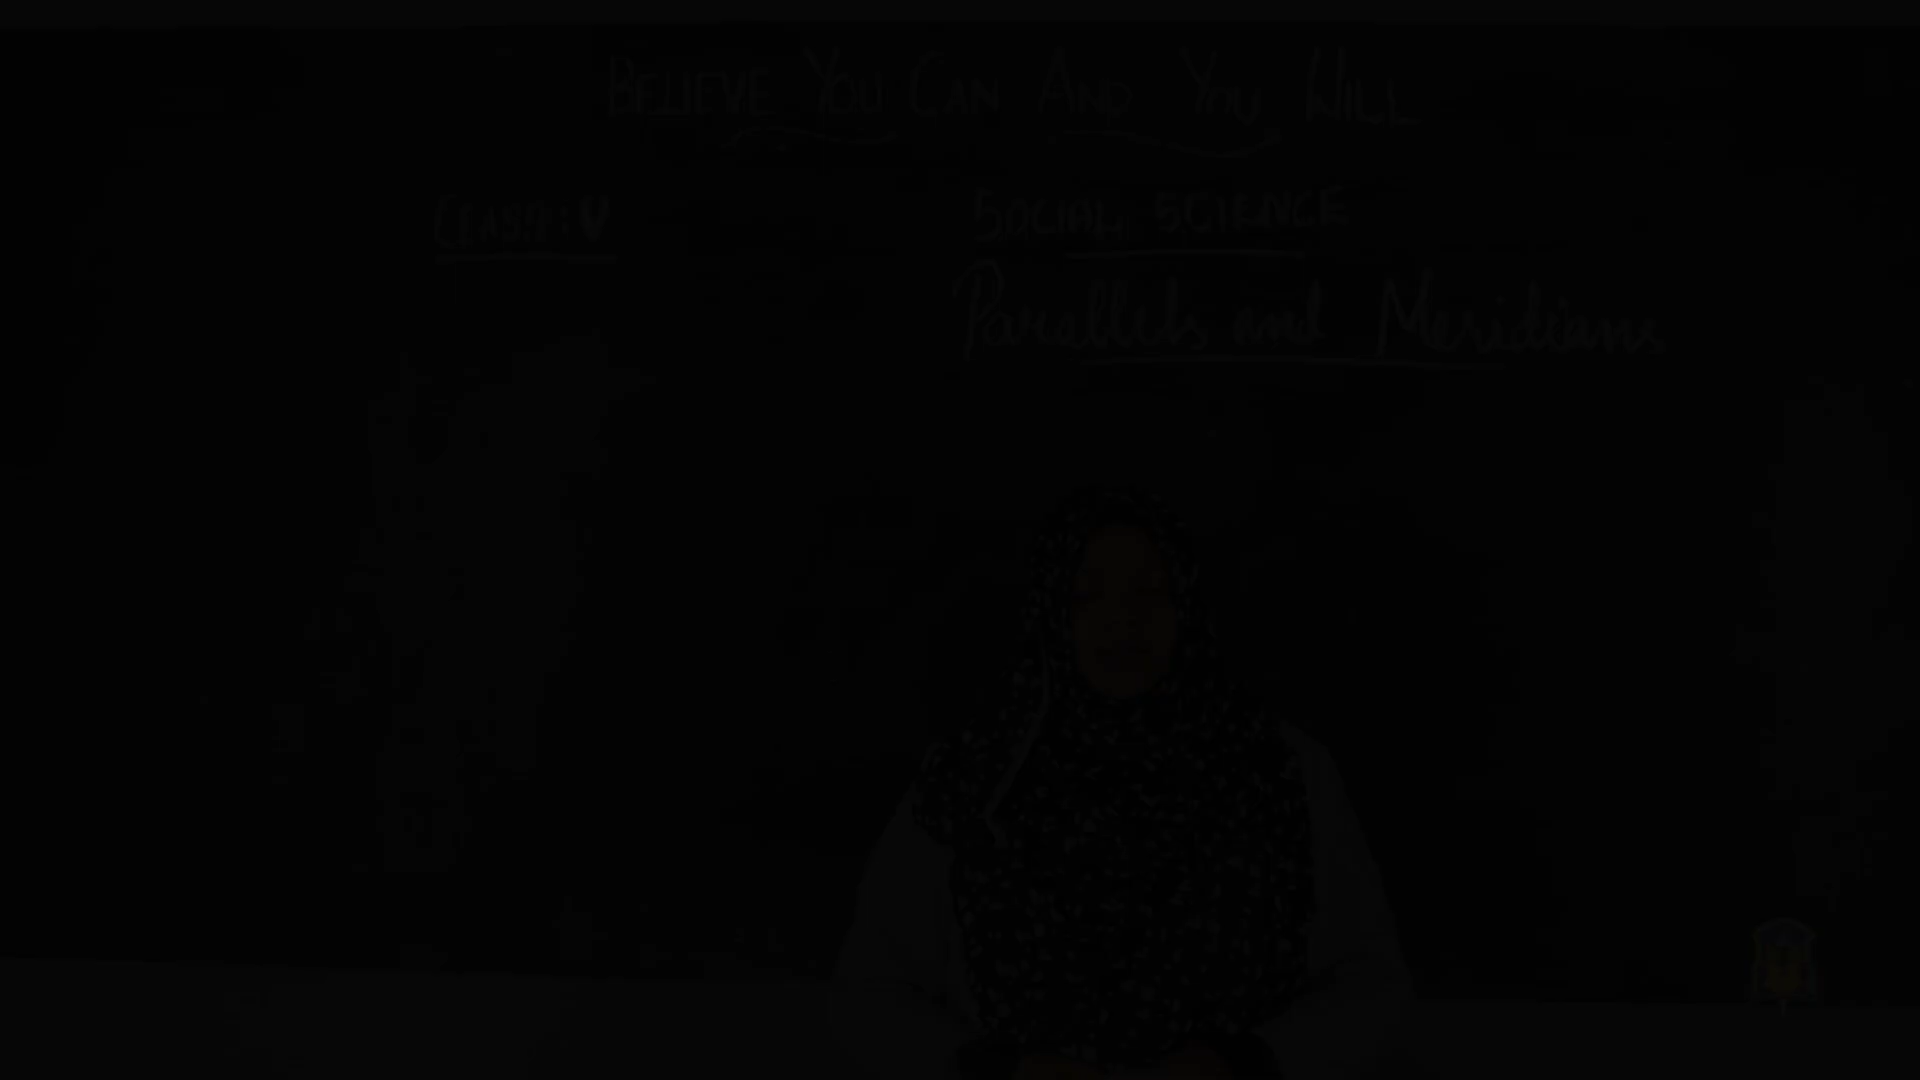 BELIEVE YOU CAN AND YOU WILL
CLASS: V
SOCIAL SCIENCE
Parallels and Meridians